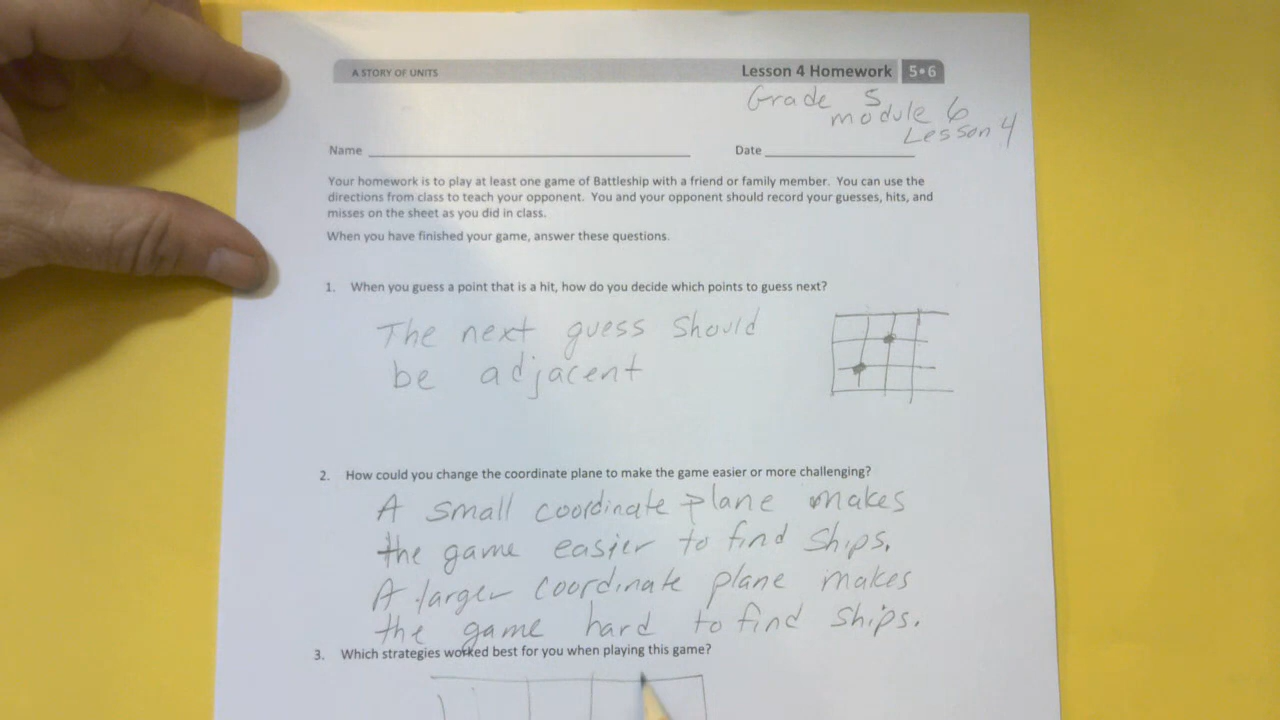 A STORY OF UNITS
Lesson 4 Homework 5•6
Grade 5
module 6
Lesson 4
Name
Date
Your homework is to play at least one game of Battleship with a friend or family member. You can use the
directions from class to teach your opponent. You and your opponent should record your guesses, hits, and
misses on the sheet as you did in class.
When you have finished your game, answer these questions.
1. When you guess a point that is a hit, how do you decide which points to guess next?
The next guess should
be adjacent
2. How could you change the coordinate plane to make the game easier or more challenging?
A small coordinate plane makes
the game easier to find ships.
A larger coordinate plane makes
the game hard to find ships.
3. Which strategies worked best for you when playing this game?